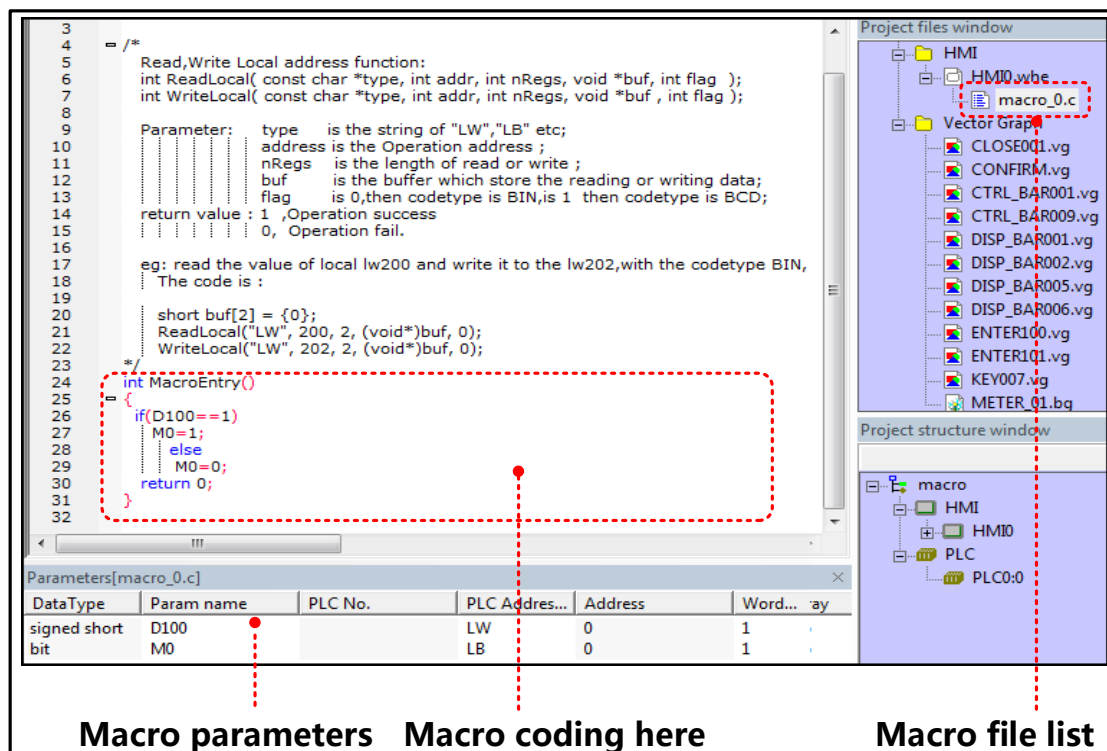 3
4 /*
5 Read,Write Local address function:
6 int ReadLocal( const char *type, int addr, int nRegs, void *buf, int flag );
7 int WriteLocal( const char *type, int addr, int nRegs, void *buf , int flag );
8
9 Parameter: type is the string of "LW","LB" etc;
10 address is the Operation address ;
11 nRegs is the length of read or write ;
12 buf is the buffer which store the reading or writing data;
13 flag is 0,then codetype is BIN,is 1 then codetype is BCD;
14 return value : 1 ,Operation success
15 0, Operation fail.
16
17 eg: read the value of local lw200 and write it to the lw202,with the codetype BIN,
18 The code is :
19
20 short buf[2] = {0};
21 ReadLocal("LW", 200, 2, (void*)buf, 0);
22 WriteLocal("LW", 202, 2, (void*)buf, 0);
23 */
24 int MacroEntry()
25 {
26 if(D100==1)
27 M0=1;
28 else
29 M0=0;
30 return 0;
31 }
32
Parameters[macro_0.c]
DataType Param name PLC No. PLC Addres... Address Word... ay
signed short D100 LW 0 1
bit M0 LB 0 1
Project files window
HMI
HMI0.whe
macro_0.c
Vector Graph
CLOSE001.vg
CONFIRM.vg
CTRL_BAR001.vg
CTRL_BAR009.vg
DISP_BAR001.vg
DISP_BAR002.vg
DISP_BAR005.vg
DISP_BAR006.vg
ENTER100.vg
ENTER101.vg
KEY007.vg
METER_01.bg
Project structure window
macro
HMI
HMI0
PLC
PLC0:0
Macro parameters Macro coding here Macro file list